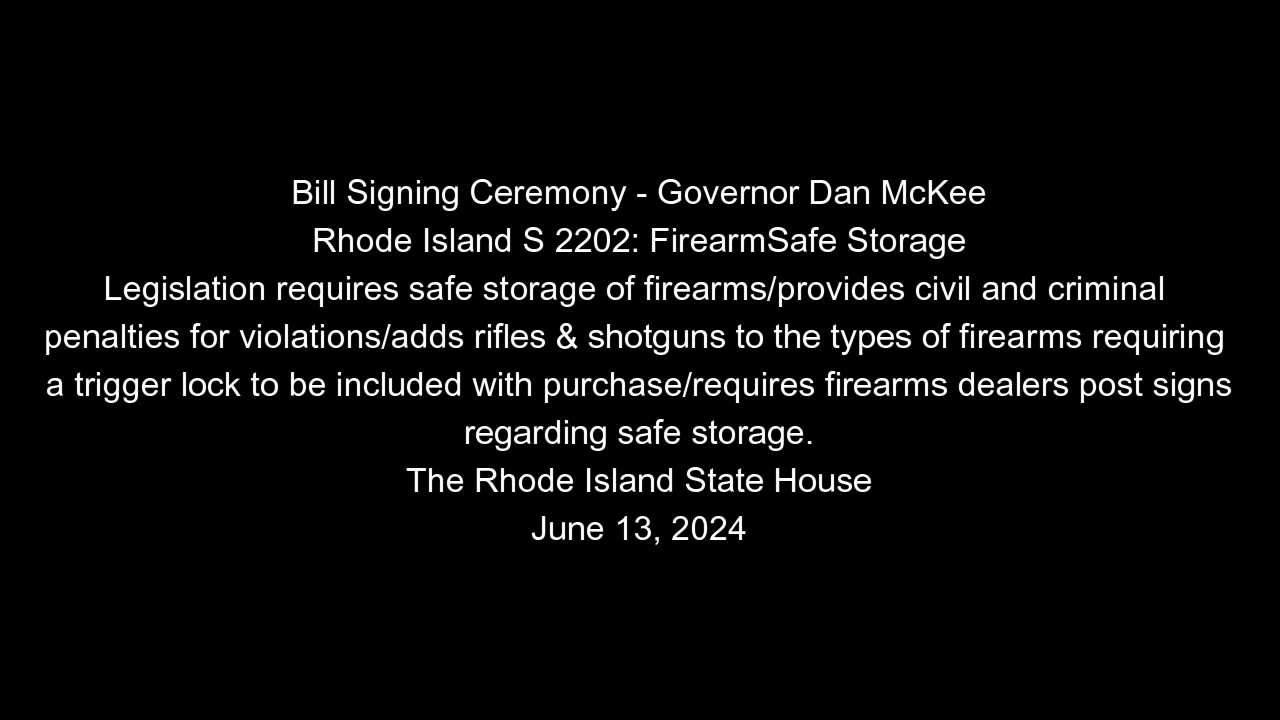 Bill Signing Ceremony - Governor Dan McKee
Rhode Island S 2202: FirearmSafe Storage
Legislation requires safe storage of firearms/provides civil and criminal
penalties for violations/adds rifles & shotguns to the types of firearms requiring
a trigger lock to be included with purchase/requires firearms dealers post signs
regarding safe storage.
The Rhode Island State House
June 13, 2024